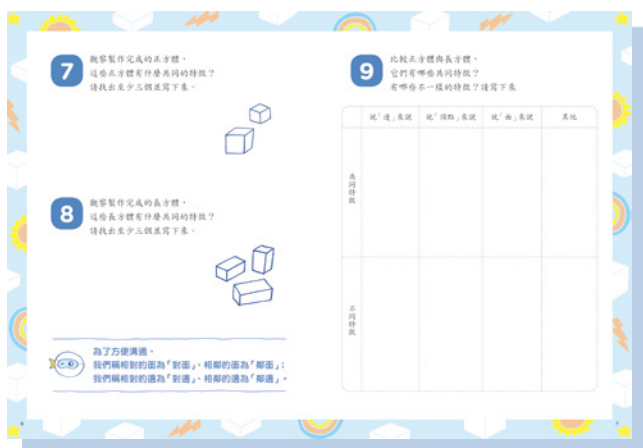 7
觀察製作完成的正方體。
這些正方體有什麼共同的特徵？
請找出至少三個並寫下來。
8
觀察製作完成的長方體。
這些長方體有什麼共同的特徵？
請找出至少三個並寫下來。
為了方便溝通，
我們稱相對的面為「對面」、相鄰的面為「鄰面」；
我們稱相對的邊為「對邊」、相鄰的邊為「鄰邊」。
9
比較正方體與長方體，
它們有哪些共同特徵？
有哪些不一樣的特徵？請寫下來
就「邊」來說 就「頂點」來說 就「面」來說 其他
共同特徵
不同特徵